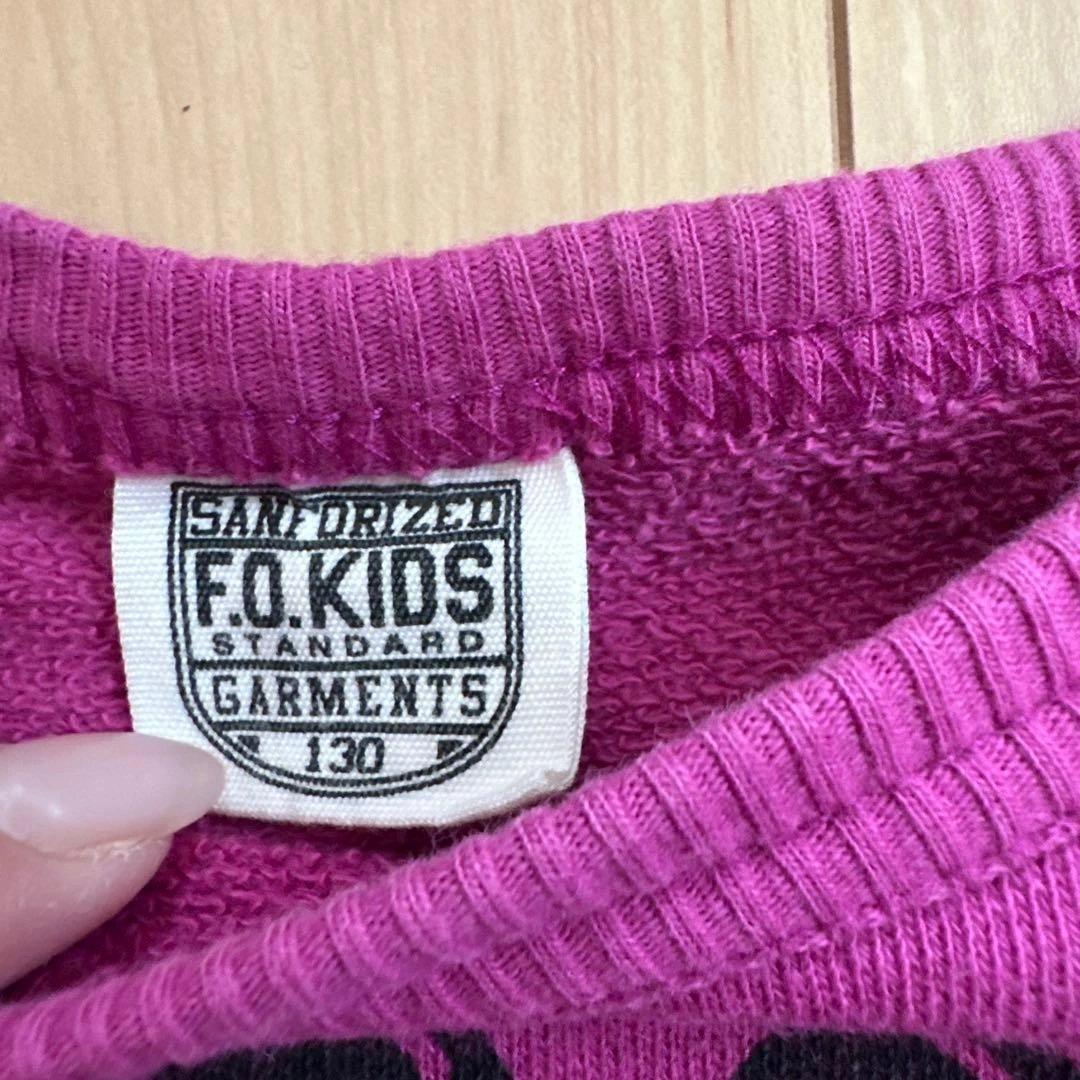 SANFORIZED
F.O.KIDS
STANDARD
GARMENTS
130